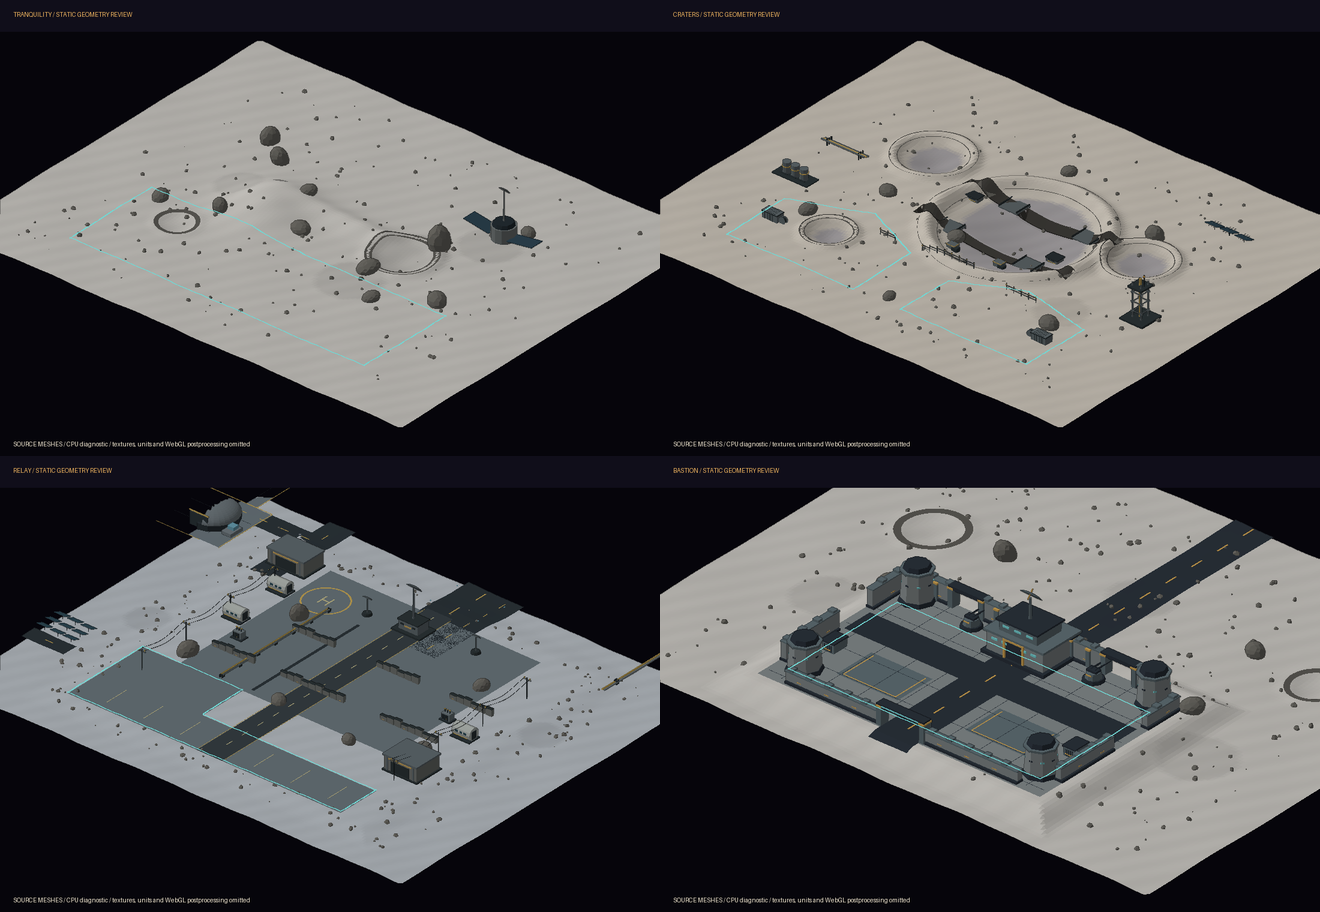 TRANQUILITY / STATIC GEOMETRY REVIEW
CRATERS / STATIC GEOMETRY REVIEW
SOURCE MESHES / CPU diagnostic / textures, units and WebGL postprocessing omitted
SOURCE MESHES / CPU diagnostic / textures, units and WebGL postprocessing omitted
RELAY / STATIC GEOMETRY REVIEW
BASTION / STATIC GEOMETRY REVIEW
H
SOURCE MESHES / CPU diagnostic / textures, units and WebGL postprocessing omitted
SOURCE MESHES / CPU diagnostic / textures, units and WebGL postprocessing omitted